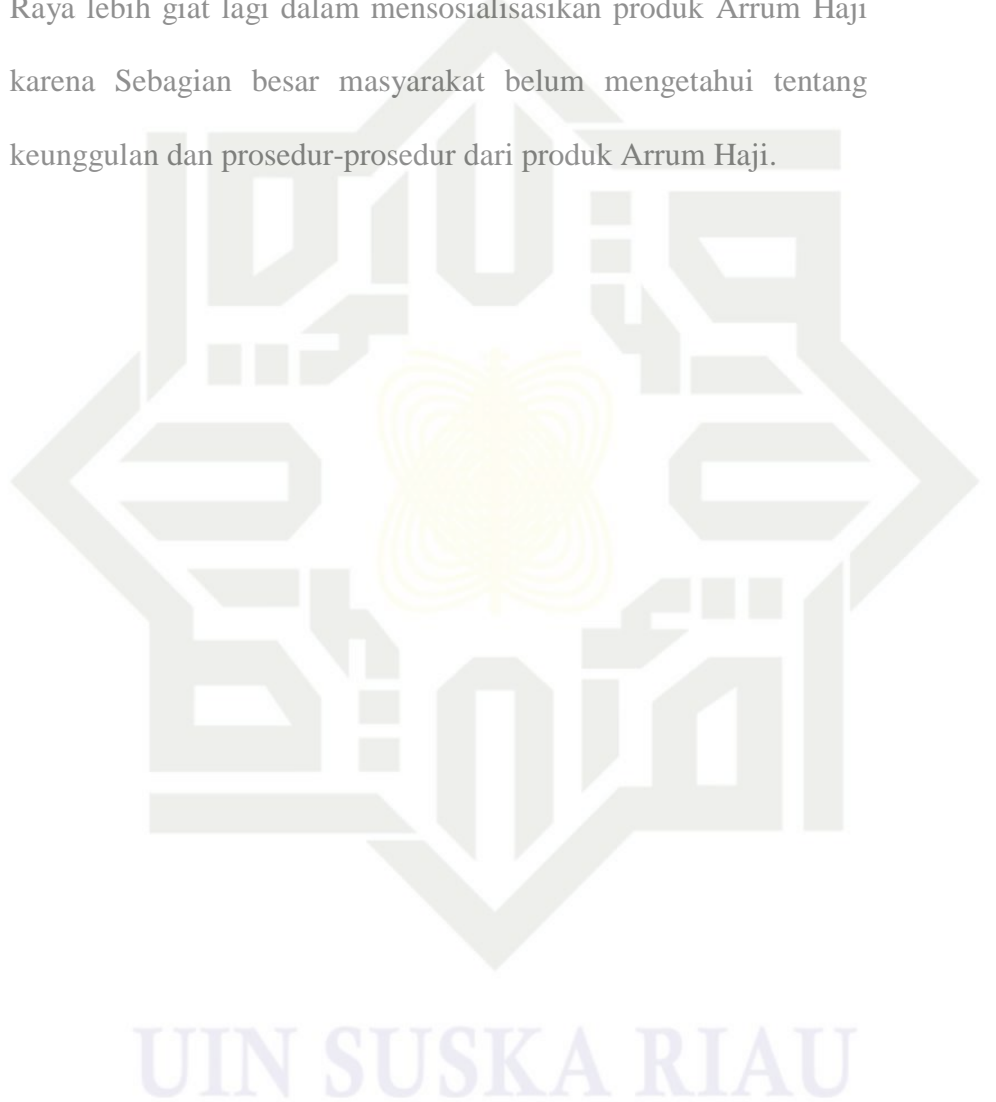 Raya lebih giat lagi dalam mensosialisasikan produk Arrum Haji
karena Sebagian besar masyarakat belum mengetahui tentang
keunggulan dan prosedur-prosedur dari produk Arrum Haji.
UIN SUSKA RIAU